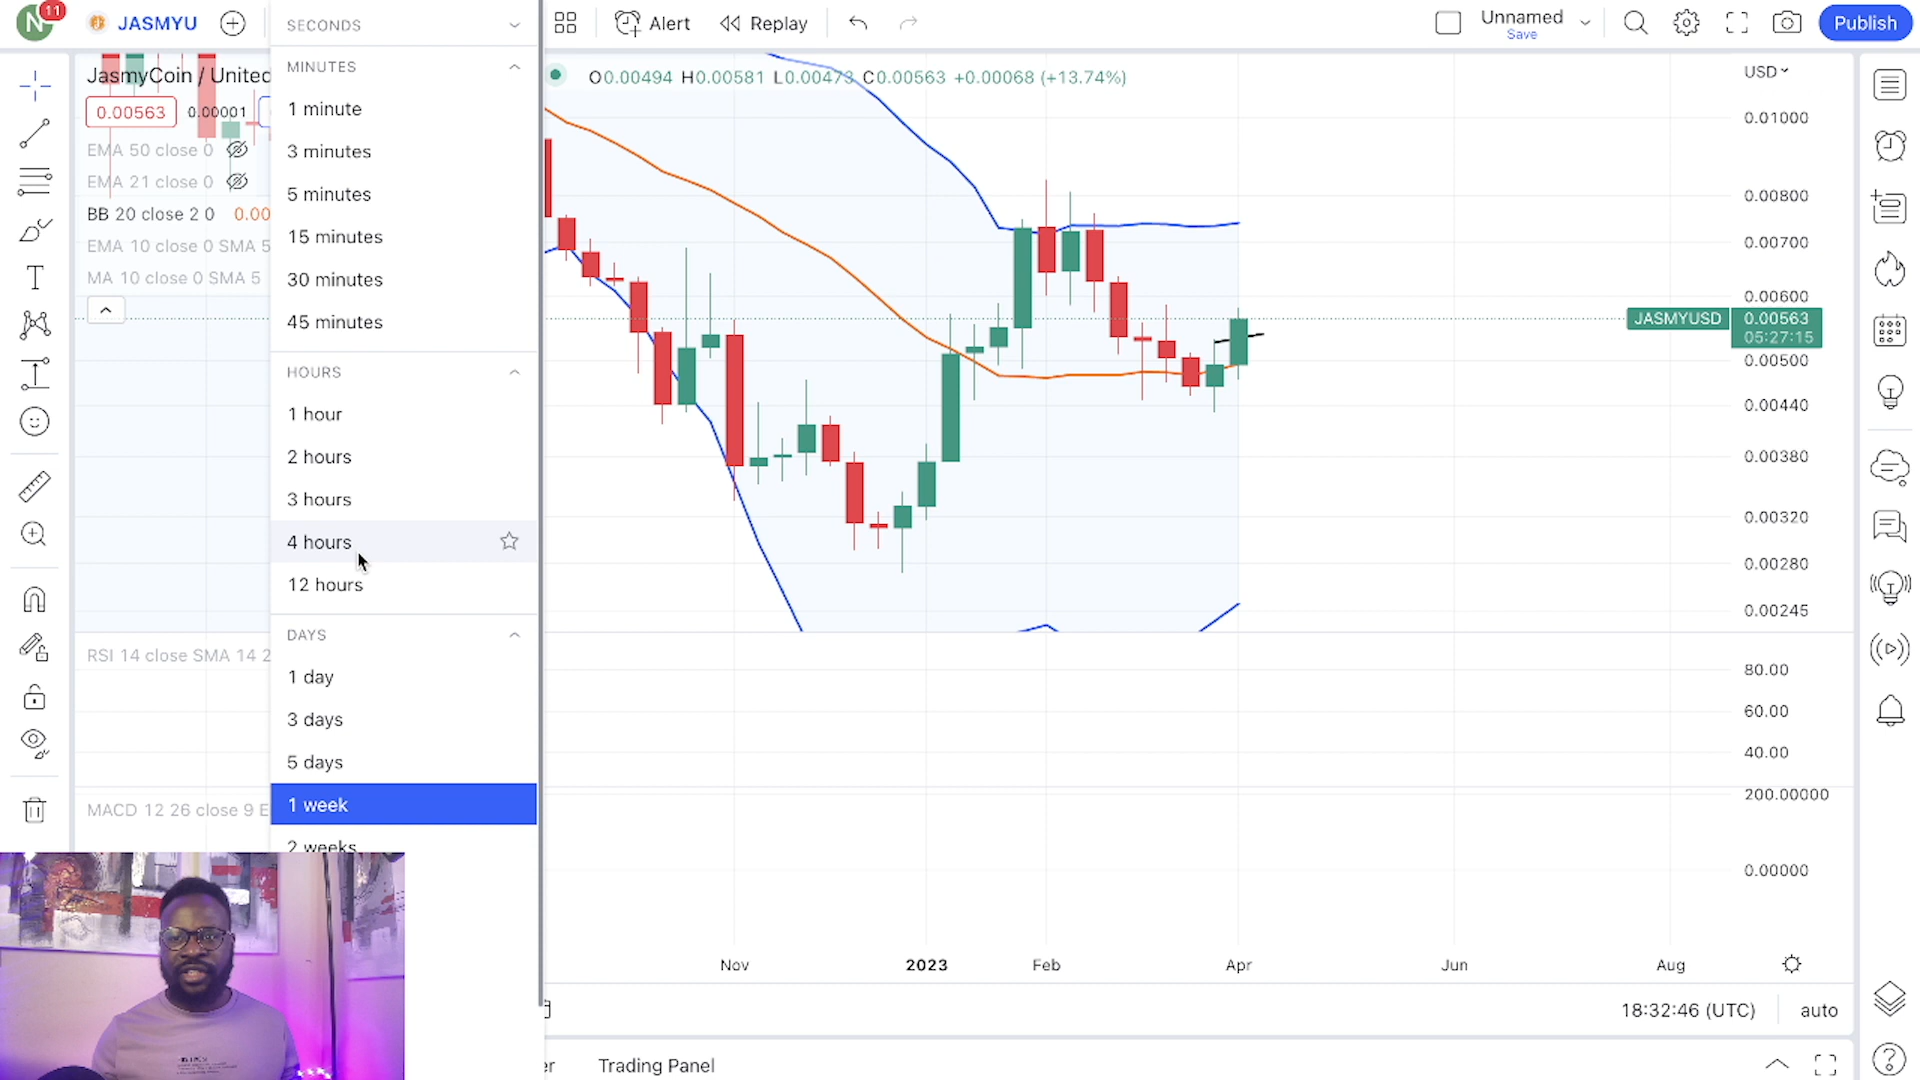 N
11
JASMYU
Alert
Replay
Unnamed
Save
Publish
SECONDS
MINUTES
1 minute
3 minutes
5 minutes
15 minutes
30 minutes
45 minutes
HOURS
1 hour
2 hours
3 hours
4 hours
12 hours
DAYS
1 day
3 days
5 days
1 week
2 weeks
JasmyCoin / United
0.00563
0.00001
EMA 50 close 0
EMA 21 close 0
BB 20 close 2 0 0.00
EMA 10 close 0 SMA 5
MA 10 close 0 SMA 5
RSI 14 close SMA 14 2
MACD 12 26 close 9 E
O0.00494 H0.00581 L0.00473 C0.00563 +0.00068 (+13.74%)
USD
0.01000
0.00800
0.00700
0.00600
JASMYUSD
0.00563
05:27:15
0.00500
0.00440
0.00380
0.00320
0.00280
0.00245
80.00
60.00
40.00
200.00000
0.00000
Nov 2023 Feb Apr Jun Aug
18:32:46 (UTC)
auto
er
Trading Panel